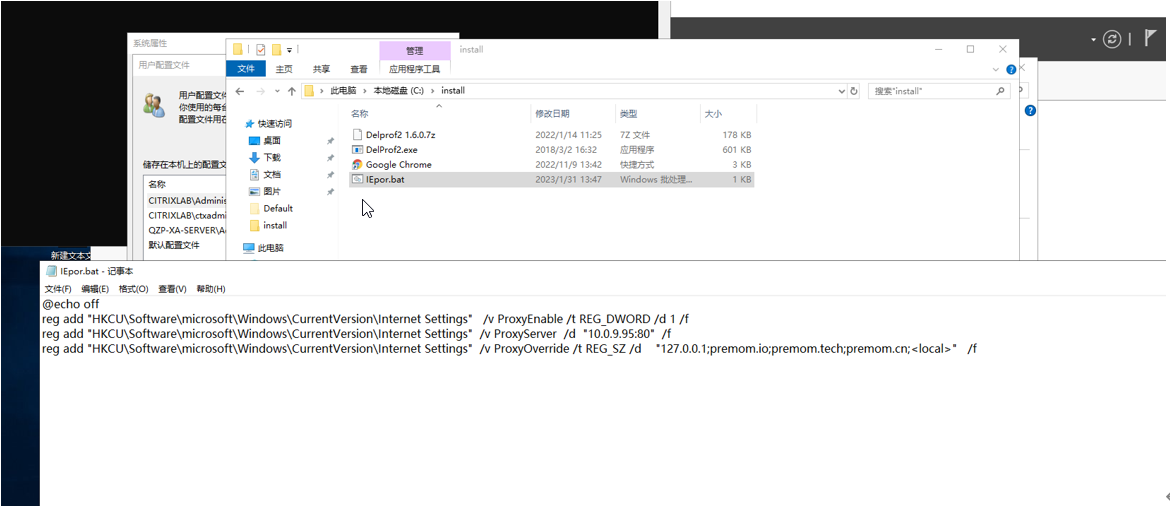 系统属性
用户配置文件
用户配置文件
你使用的每台
配置文件用在
储存在本机上的配置文
名称
CITRIXLAB\Adminis
CITRIXLAB\ctxadmi
QZP-XA-SERVER\Ad
默认配置文件
管理
install
文件
主页
共享
查看
应用程序工具
此电脑
本地磁盘 (C:)
install
搜索"install"
名称
修改日期
类型
大小
快速访问
桌面
下载
文档
图片
Default
install
此电脑
Delprof2 1.6.0.7z 2022/1/14 11:25 7Z 文件 178 KB
DelProf2.exe 2018/3/2 16:32 应用程序 601 KB
Google Chrome 2022/11/9 13:42 快捷方式 3 KB
IEpor.bat 2023/1/31 13:47 Windows 批处理... 1 KB
新建文本文
IEpor.bat - 记事本
文件(F) 编辑(E) 格式(O) 查看(V) 帮助(H)
@echo off
reg add "HKCU\Software\microsoft\Windows\CurrentVersion\Internet Settings" /v ProxyEnable /t REG_DWORD /d 1 /f
reg add "HKCU\Software\microsoft\Windows\CurrentVersion\Internet Settings" /v ProxyServer /d "10.0.9.95:80" /f
reg add "HKCU\Software\microsoft\Windows\CurrentVersion\Internet Settings" /v ProxyOverride /t REG_SZ /d "127.0.0.1;premom.io;premom.tech;premom.cn;<local>" /f